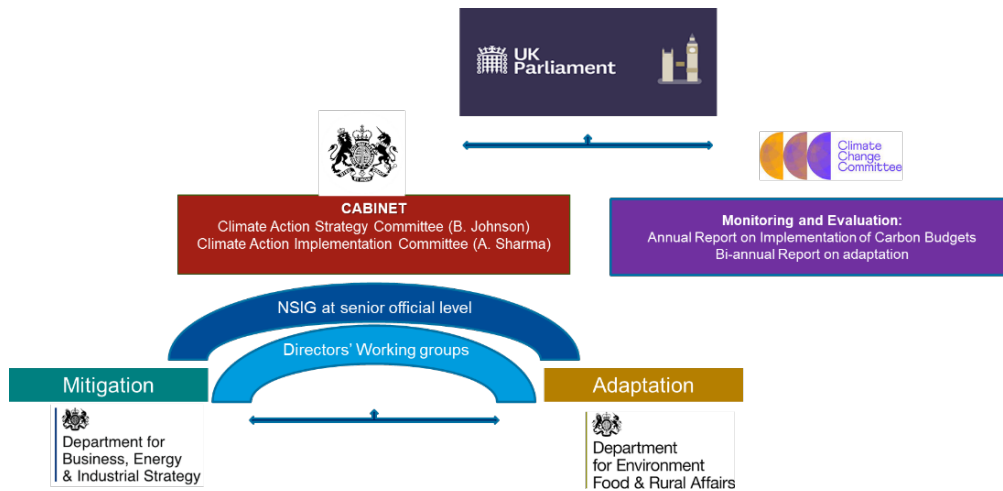 UK
Parliament
Climate
Change
Committee
CABINET
Climate Action Strategy Committee (B. Johnson)
Climate Action Implementation Committee (A. Sharma)
Monitoring and Evaluation:
Annual Report on Implementation of Carbon Budgets
Bi-annual Report on adaptation
NSIG at senior official level
Directors' Working groups
Mitigation
Adaptation
Department for
Business, Energy
& Industrial Strategy
Department
for Environment
Food & Rural Affairs